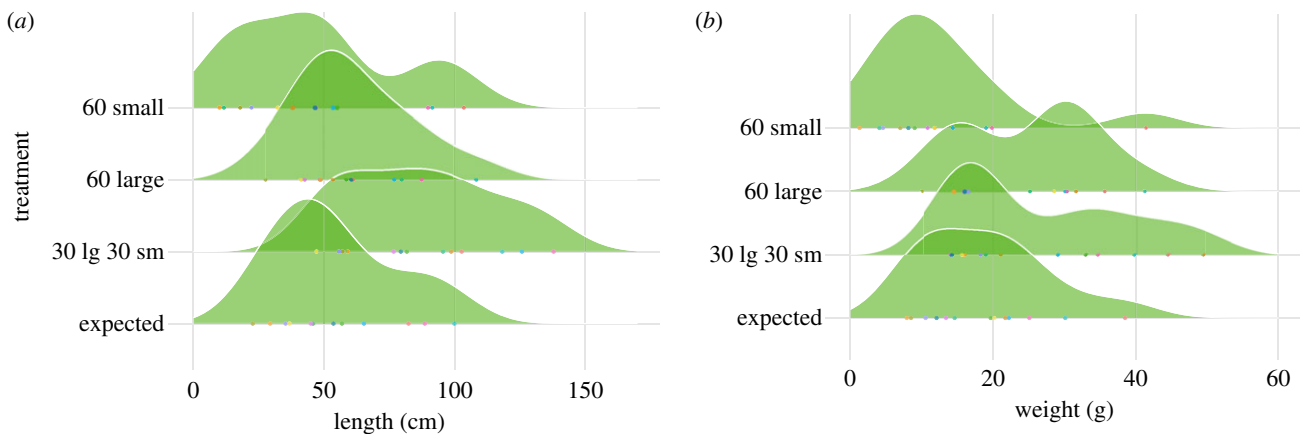 (a)
treatment
60 small
60 large
30 lg 30 sm
expected
0 50 100 150
length (cm)
(b)
60 small
60 large
30 lg 30 sm
expected
0 20 40 60
weight (g)